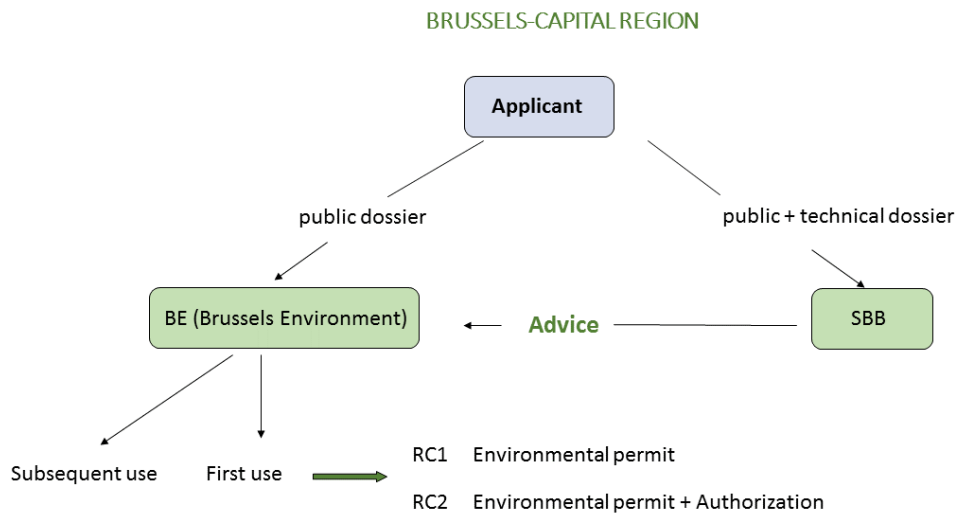 BRUSSELS-CAPITAL REGION
Applicant
public dossier
public + technical dossier
BE (Brussels Environment)
Advice
SBB
Subsequent use
First use
RC1 Environmental permit
RC2 Environmental permit + Authorization